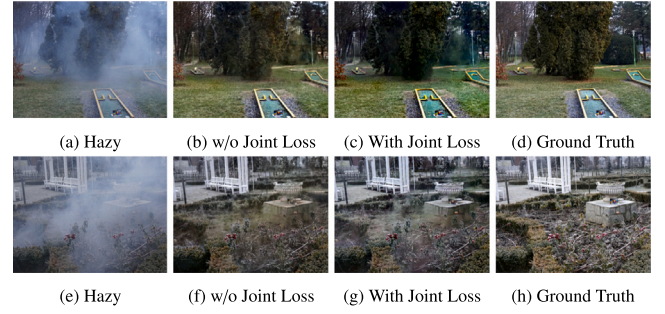 (a) Hazy
(b) w/o Joint Loss
(c) With Joint Loss
(d) Ground Truth
(e) Hazy
(f) w/o Joint Loss
(g) With Joint Loss
(h) Ground Truth